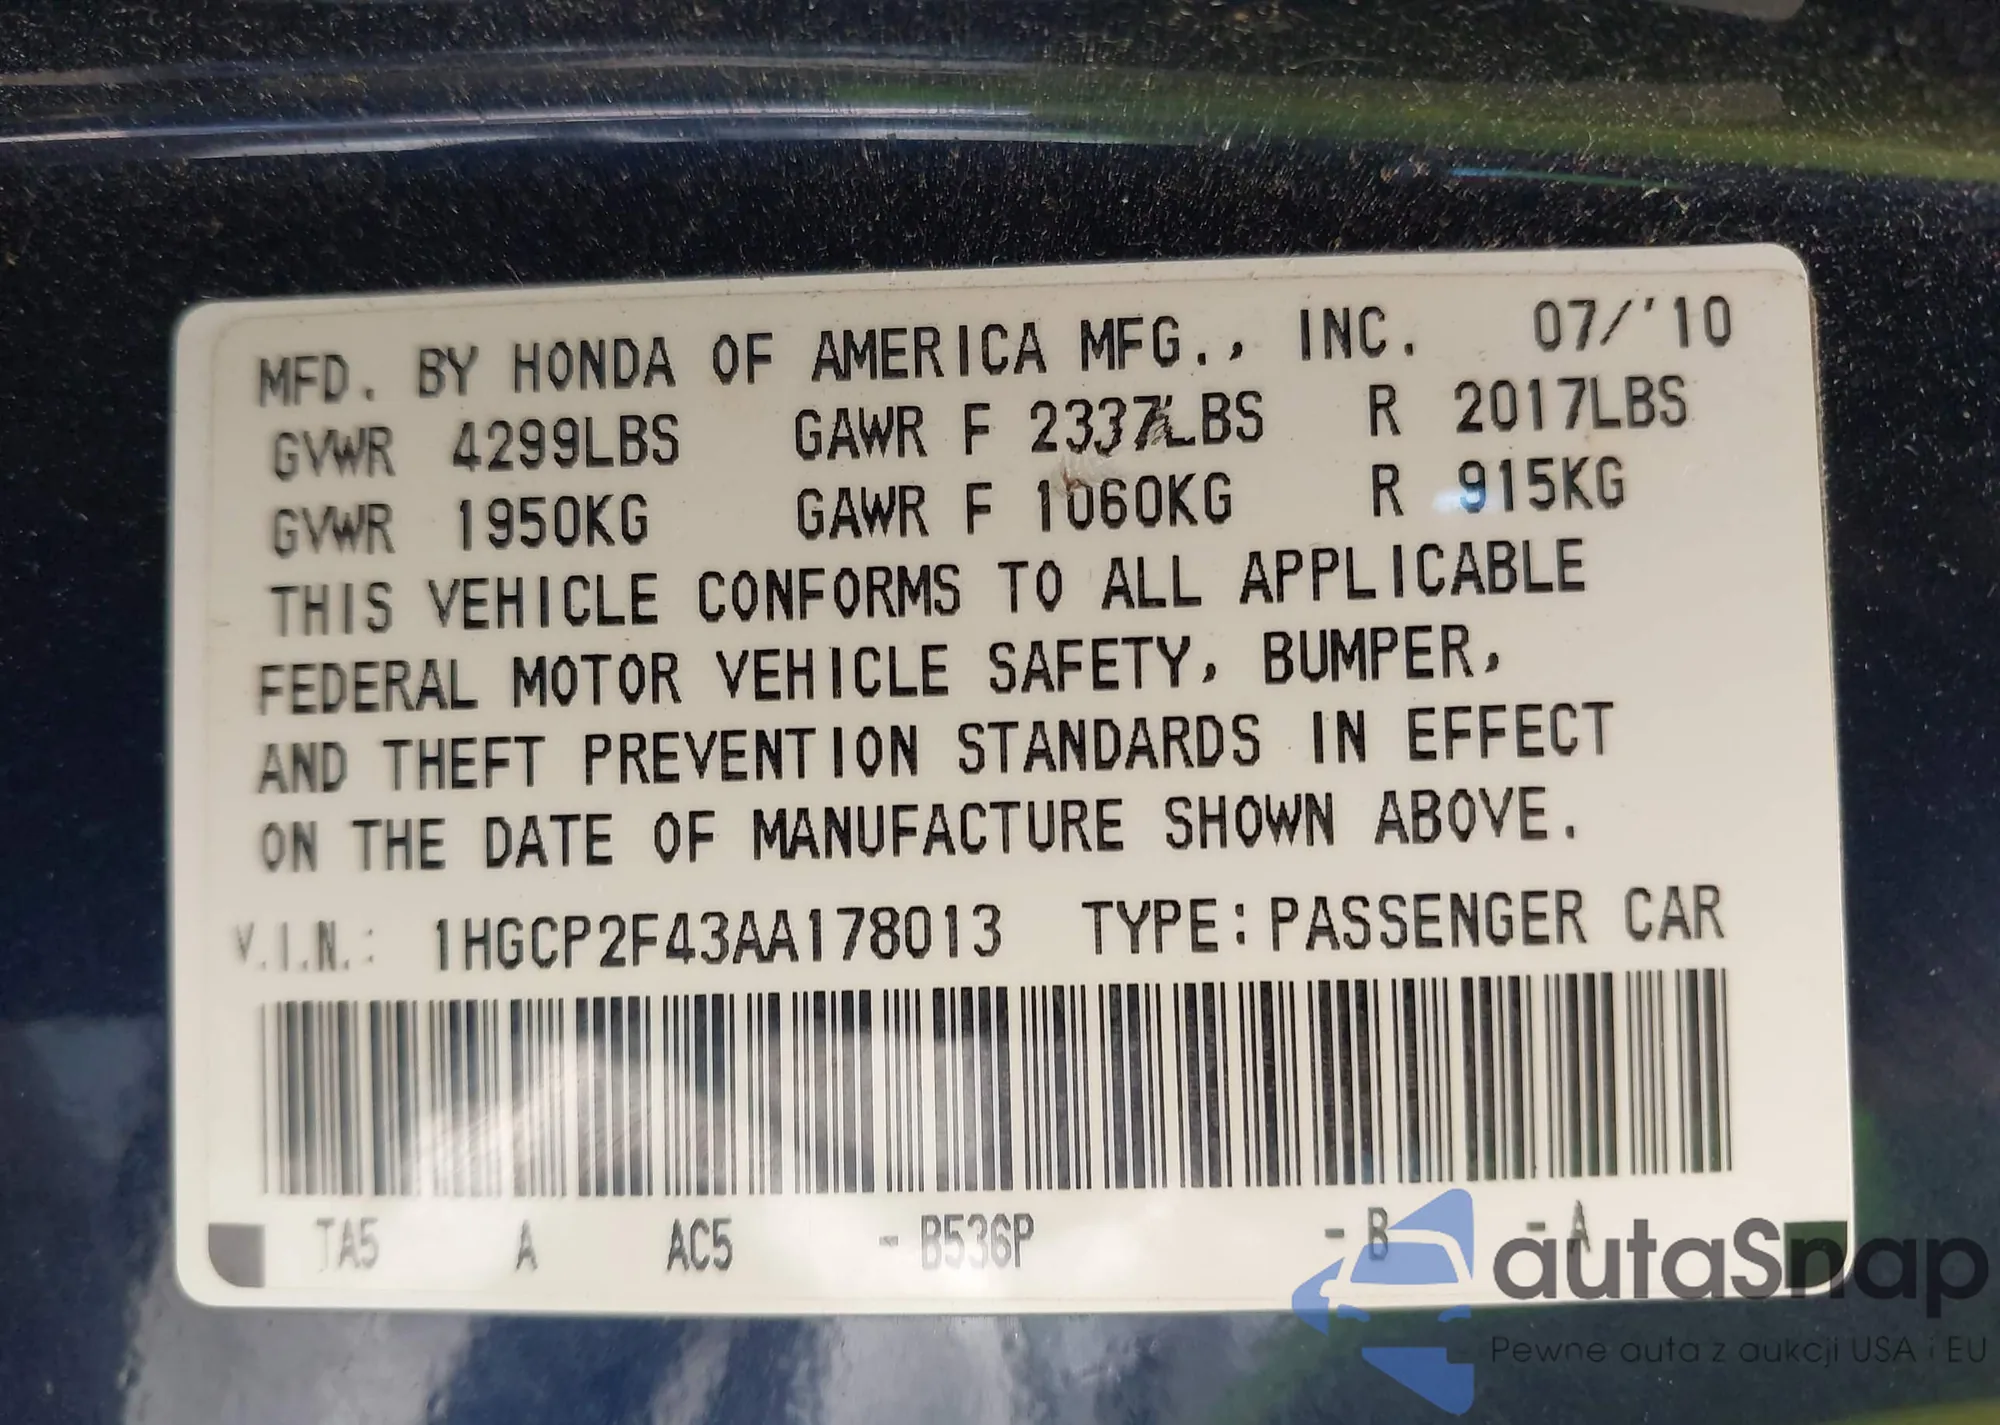 MFD. BY HONDA OF AMERICA MFG., INC. 07/'10
GVWR 4299LBS GAWR F 2337LBS R 2017LBS
GVWR 1950KG GAWR F 1060KG R 915KG
THIS VEHICLE CONFORMS TO ALL APPLICABLE
FEDERAL MOTOR VEHICLE SAFETY, BUMPER,
AND THEFT PREVENTION STANDARDS IN EFFECT
ON THE DATE OF MANUFACTURE SHOWN ABOVE.
V.I.N.: 1HGCP2F43AA178013 TYPE: PASSENGER CAR
TA5 A AC5 - B536P - B - A
autaSnap
Pewne auta z aukcji USA i EU